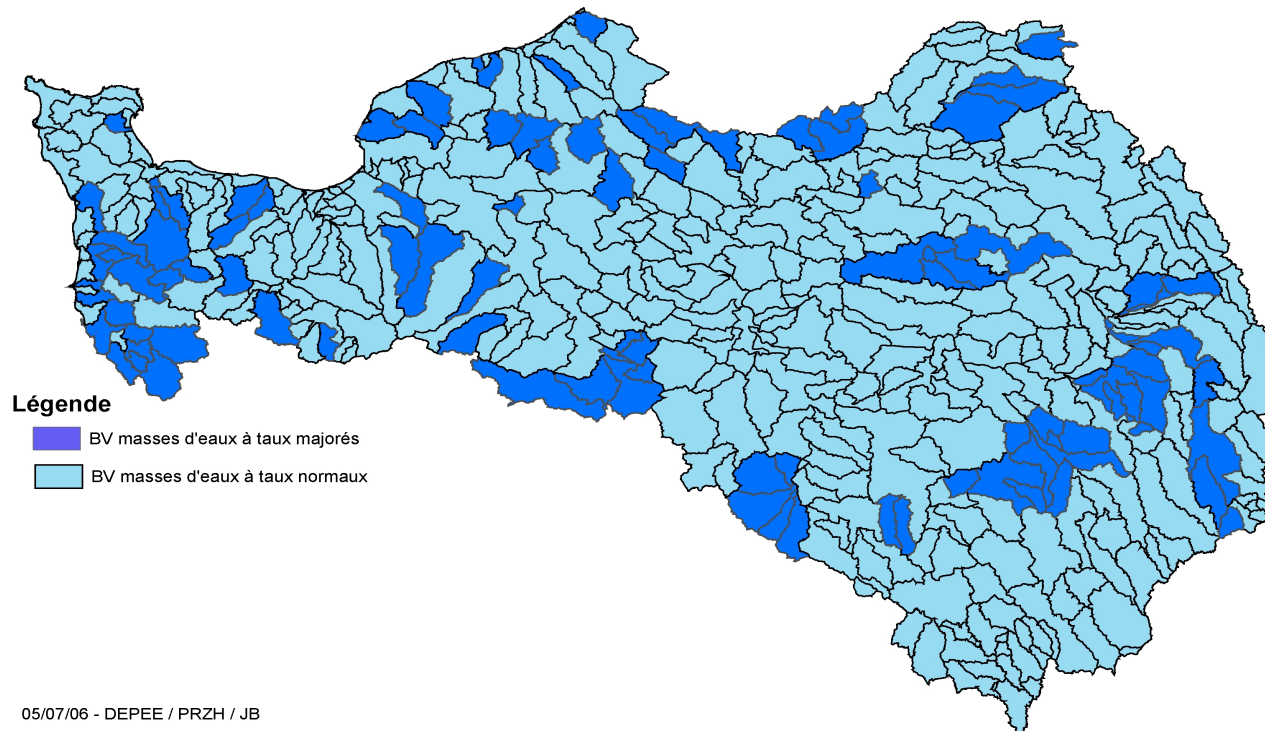 Légende
BV masses d'eaux à taux majorés
BV masses d'eaux à taux normaux
05/07/06 - DEPEE / PRZH / JB